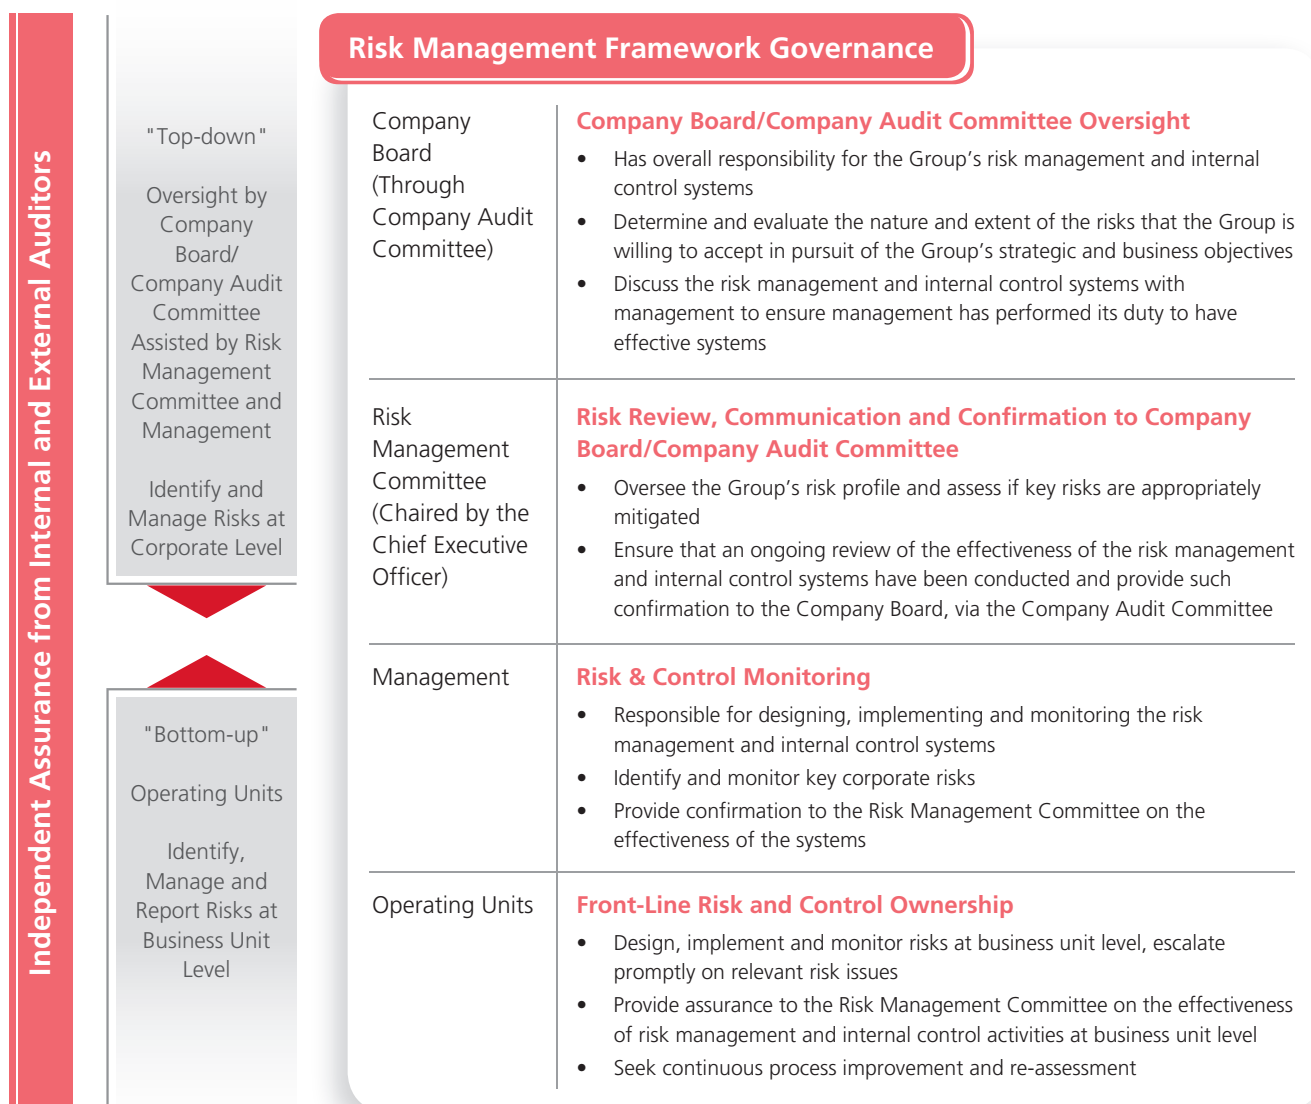 Independent Assurance from Internal and External Auditors
"Top-down"
Oversight by
Company
Board/
Company Audit
Committee
Assisted by Risk
Management
Committee and
Management
Identify and
Manage Risks at
Corporate Level
"Bottom-up"
Operating Units
Identify,
Manage and
Report Risks at
Business Unit
Level
Risk Management Framework Governance
Company
Board
(Through
Company Audit
Committee)
Company Board/Company Audit Committee Oversight
• Has overall responsibility for the Group’s risk management and internal
control systems
• Determine and evaluate the nature and extent of the risks that the Group is
willing to accept in pursuit of the Group’s strategic and business objectives
• Discuss the risk management and internal control systems with
management to ensure management has performed its duty to have
effective systems
Risk
Management
Committee
(Chaired by the
Chief Executive
Officer)
Risk Review, Communication and Confirmation to Company
Board/Company Audit Committee
• Oversee the Group’s risk profile and assess if key risks are appropriately
mitigated
• Ensure that an ongoing review of the effectiveness of the risk management
and internal control systems have been conducted and provide such
confirmation to the Company Board, via the Company Audit Committee
Management
Risk & Control Monitoring
• Responsible for designing, implementing and monitoring the risk
management and internal control systems
• Identify and monitor key corporate risks
• Provide confirmation to the Risk Management Committee on the
effectiveness of the systems
Operating Units
Front-Line Risk and Control Ownership
• Design, implement and monitor risks at business unit level, escalate
promptly on relevant risk issues
• Provide assurance to the Risk Management Committee on the effectiveness
of risk management and internal control activities at business unit level
• Seek continuous process improvement and re-assessment